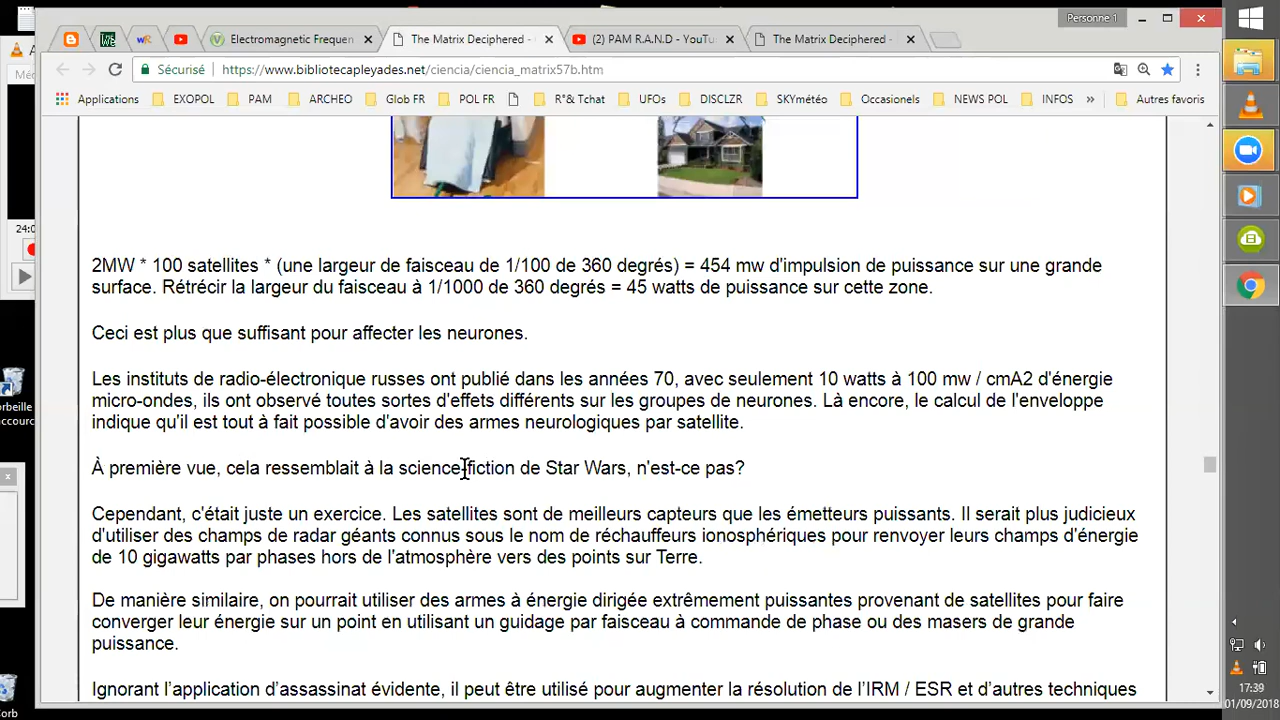 Personne 1
Electromagnetic Frequen
The Matrix Deciphered -
(2) PAM R.A.N.D - YouTu
The Matrix Deciphered -
Sécurisé
https://www.bibliotecapleyades.net/ciencia/ciencia_matrix57b.htm
Applications
EXOPOL
PAM
ARCHEO
Glob FR
POL FR
R°& Tchat
UFOs
DISCLZR
SKYmétéo
Occasionels
NEWS POL
INFOS
»
Autres favoris
24:0
2MW * 100 satellites * (une largeur de faisceau de 1/100 de 360 degrés) = 454 mw d'impulsion de puissance sur une grande
surface. Rétrécir la largeur du faisceau à 1/1000 de 360 degrés = 45 watts de puissance sur cette zone.
Ceci est plus que suffisant pour affecter les neurones.
Les instituts de radio-électronique russes ont publié dans les années 70, avec seulement 10 watts à 100 mw / cmA2 d'énergie
micro-ondes, ils ont observé toutes sortes d'effets différents sur les groupes de neurones. Là encore, le calcul de l'enveloppe
indique qu'il est tout à fait possible d'avoir des armes neurologiques par satellite.
À première vue, cela ressemblait à la science-fiction de Star Wars, n'est-ce pas?
Cependant, c'était juste un exercice. Les satellites sont de meilleurs capteurs que les émetteurs puissants. Il serait plus judicieux
d'utiliser des champs de radar géants connus sous le nom de réchauffeurs ionosphériques pour renvoyer leurs champs d'énergie
de 10 gigawatts par phases hors de l'atmosphère vers des points sur Terre.
De manière similaire, on pourrait utiliser des armes à énergie dirigée extrêmement puissantes provenant de satellites pour faire
converger leur énergie sur un point en utilisant un guidage par faisceau à commande de phase ou des masers de grande
puissance.
Ignorant l'application d'assassinat évidente, il peut être utilisé pour augmenter la résolution de l'IRM / ESR et d'autres techniques
orbeille
accourc
Corb
17:39
01/09/2018